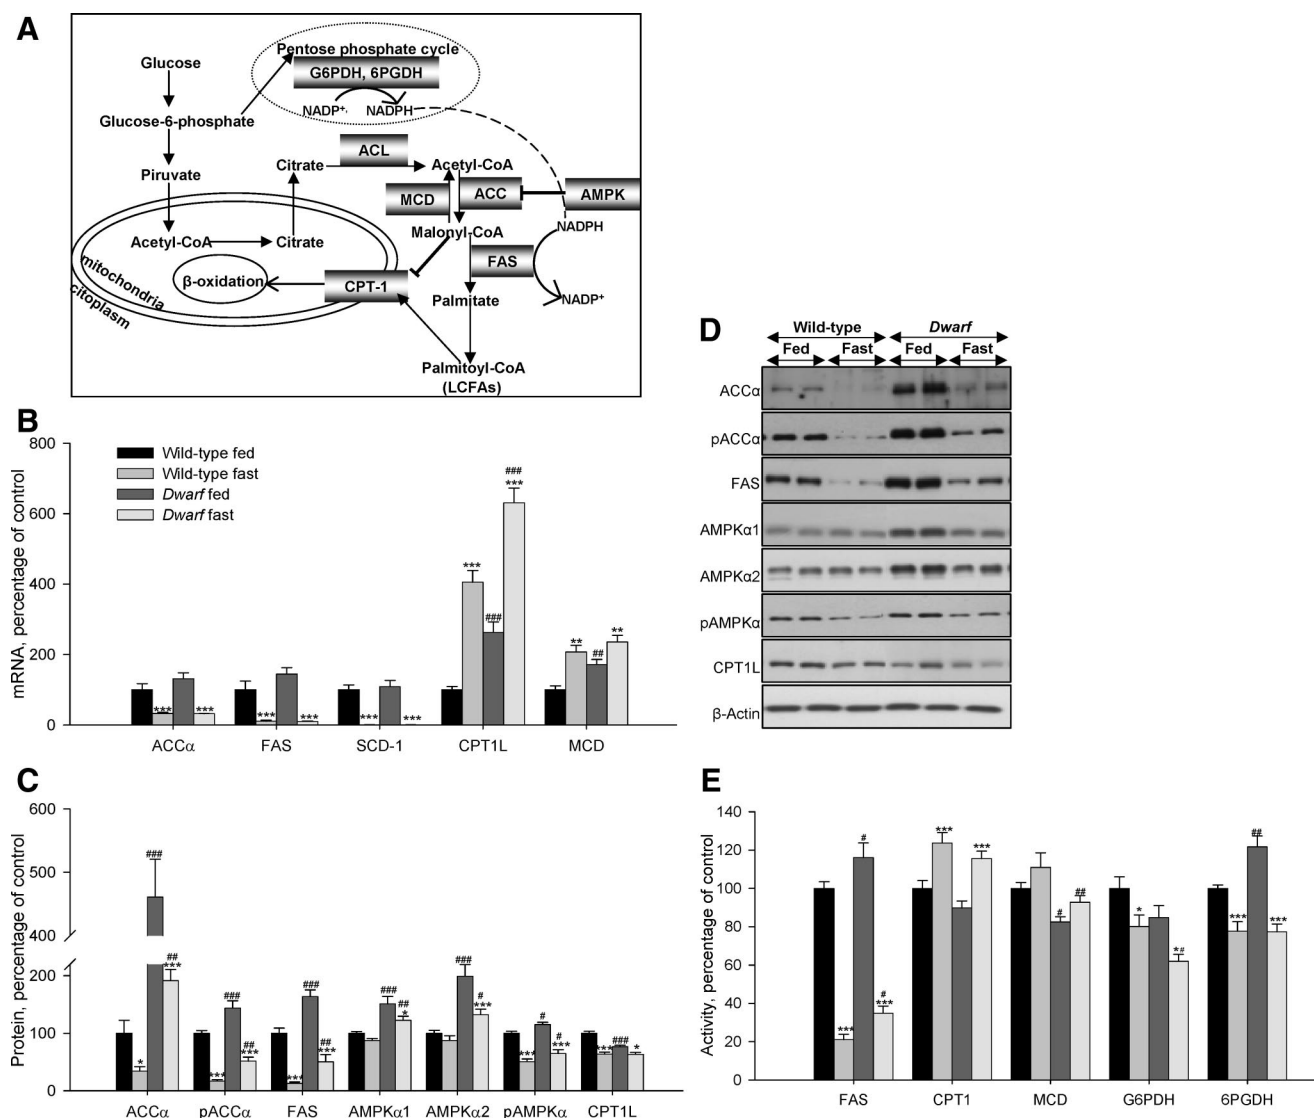 A
Glucose
Glucose-6-phosphate
Piruvate
Acetyl-CoA
Citrate
β-oxidation
mitochondria
citoplasm
Pentose phosphate cycle
G6PDH, 6PGDH
NADP+,
NADPH
Citrate
ACL
Acetyl-CoA
MCD
ACC
AMPK
Malonyl-CoA
NADPH
FAS
CPT-1
Palmitate
NADP+
Palmitoyl-CoA
(LCFAs)
B
mRNA, percentage of control
800
600
400
200
0
Wild-type fed
Wild-type fast
Dwarf fed
Dwarf fast
*** ***
*** ***
*** ***
*** ### ### ***
** ## **
ACCα FAS SCD-1 CPT1L MCD
C
Protein, percentage of control
600
500
400
200
100
0
* ### ## ***
*** ### ## ***
*** ### ## ***
### ## *
### # ***
*** # # ***
*** ### *
ACCα pACCα FAS AMPKα1 AMPKα2 pAMPKα CPT1L
D
Wild-type Dwarf
Fed Fast Fed Fast
ACCα
pACCα
FAS
AMPKα1
AMPKα2
pAMPKα
CPT1L
β-Actin
E
Activity, percentage of control
140
120
100
80
60
40
20
0
*** # # ***
*** ***
# ##
* *#
*** ## ***
FAS CPT1 MCD G6PDH 6PGDH